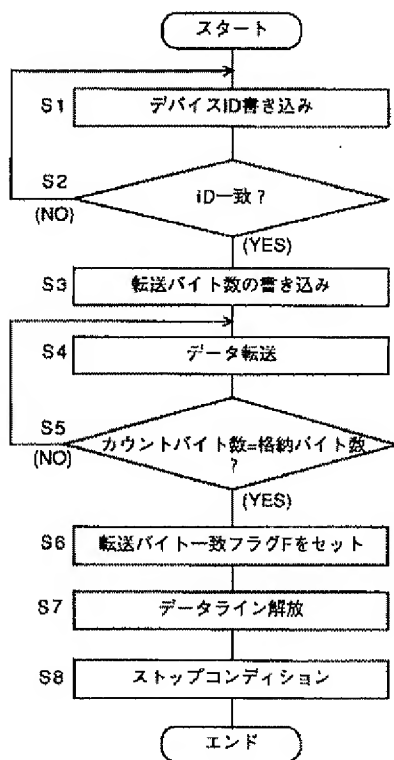 スタート
S1 デバイスID書き込み
S2 ID一致?
(NO)
(YES)
S3 転送バイト数の書き込み
S4 データ転送
S5 カウントバイト数=格納バイト数
(NO) ?
(YES)
S6 転送バイト一致フラグFをセット
S7 データライン解放
S8 ストップコンディション
エンド